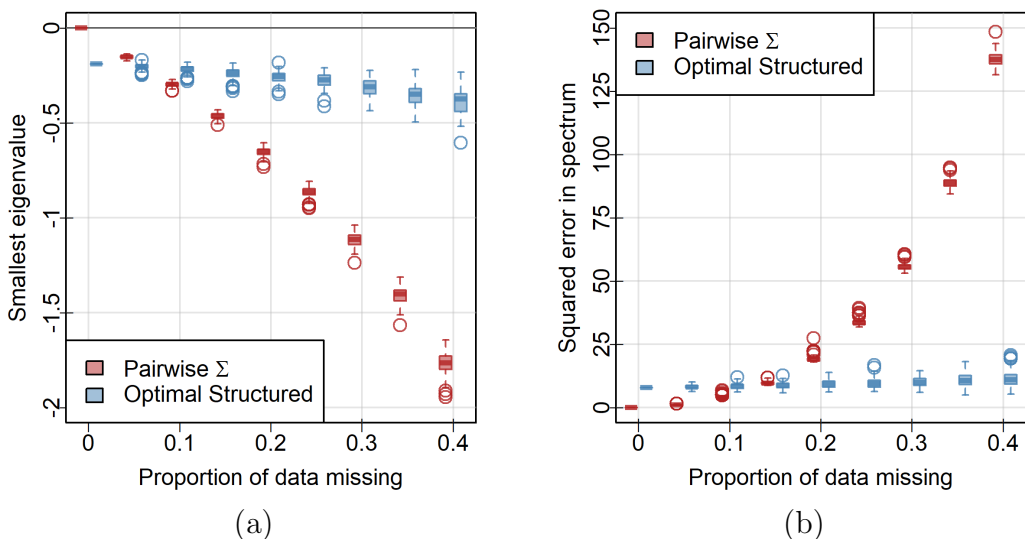 Smallest eigenvalue
0
-0.5
-1
-1.5
-2
Pairwise Σ
Optimal Structured
0 0.1 0.2 0.3 0.4
Proportion of data missing
(a)
Squared error in spectrum
150
125
100
75
50
25
0
Pairwise Σ
Optimal Structured
0 0.1 0.2 0.3 0.4
Proportion of data missing
(b)